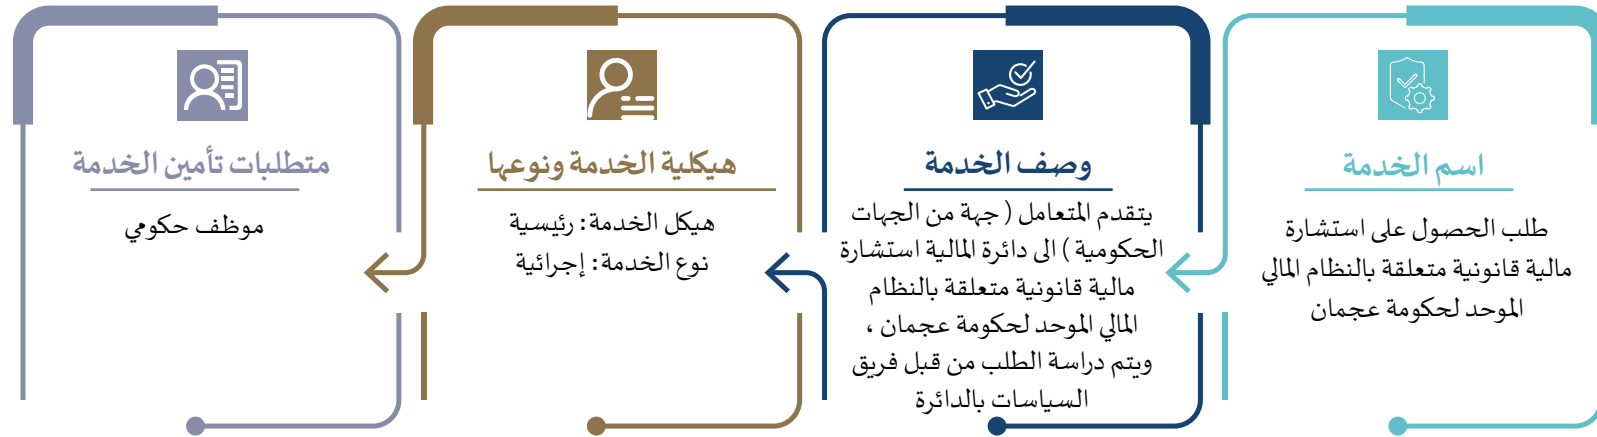 اسم الخدمة
طلب الحصول على استشارة
مالية قانونية متعلقة بالنظام المالي
الموحد لحكومة عجمان
وصف الخدمة
يتقدم المتعامل ( جهة من الجهات
الحكومية ) الى دائرة المالية استشارة
مالية قانونية متعلقة بالنظام
المالي الموحد لحكومة عجمان ،
ويتم دراسة الطلب من قبل فريق
السياسات بالدائرة
هيكلية الخدمة ونوعها
هيكل الخدمة : رئيسية
نوع الخدمة : إجرائية
متطلبات تأمين الخدمة
موظف حكومي